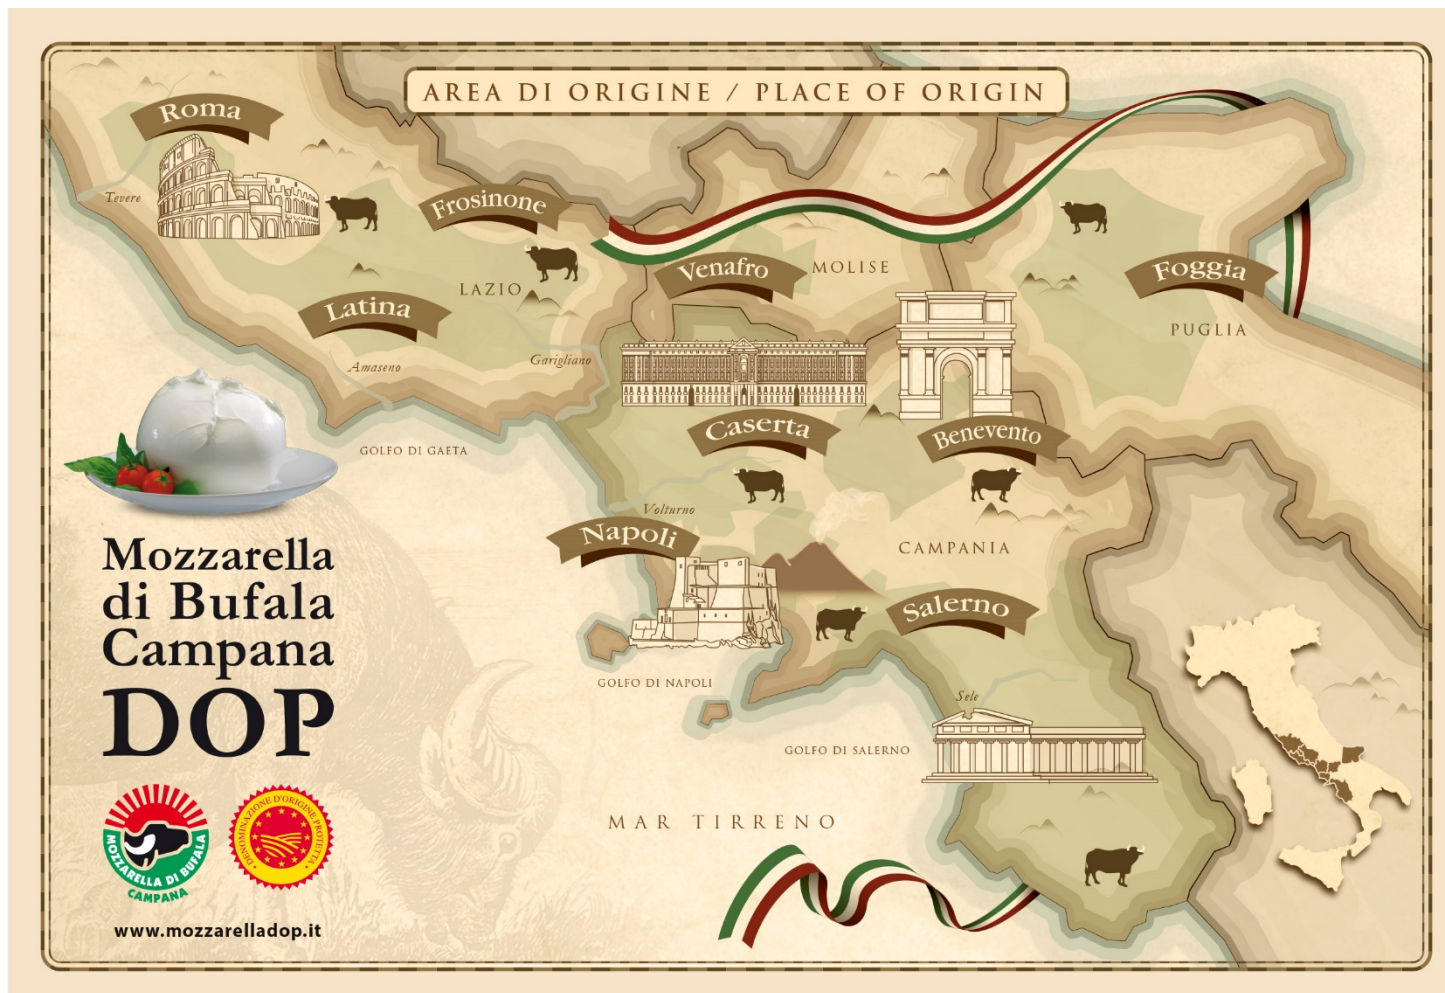 AREA DI ORIGINE / PLACE OF ORIGIN
Roma
Tevere
Frosinone
LAZIO
Latina
Amaseno
Garigliano
GOLFO DI GAETA
Venafro
MOLISE
Foggia
PUGLIA
Caserta
Benevento
Volturno
Napoli
CAMPANIA
Salerno
GOLFO DI NAPOLI
Sele
GOLFO DI SALERNO
MAR TIRRENO
Mozzarella
di Bufala
Campana
DOP
MOZZARELLA DI BUFALA
CAMPANA
DENOMINAZIONE D'ORIGINE PROTETTA
www.mozzarelladop.it